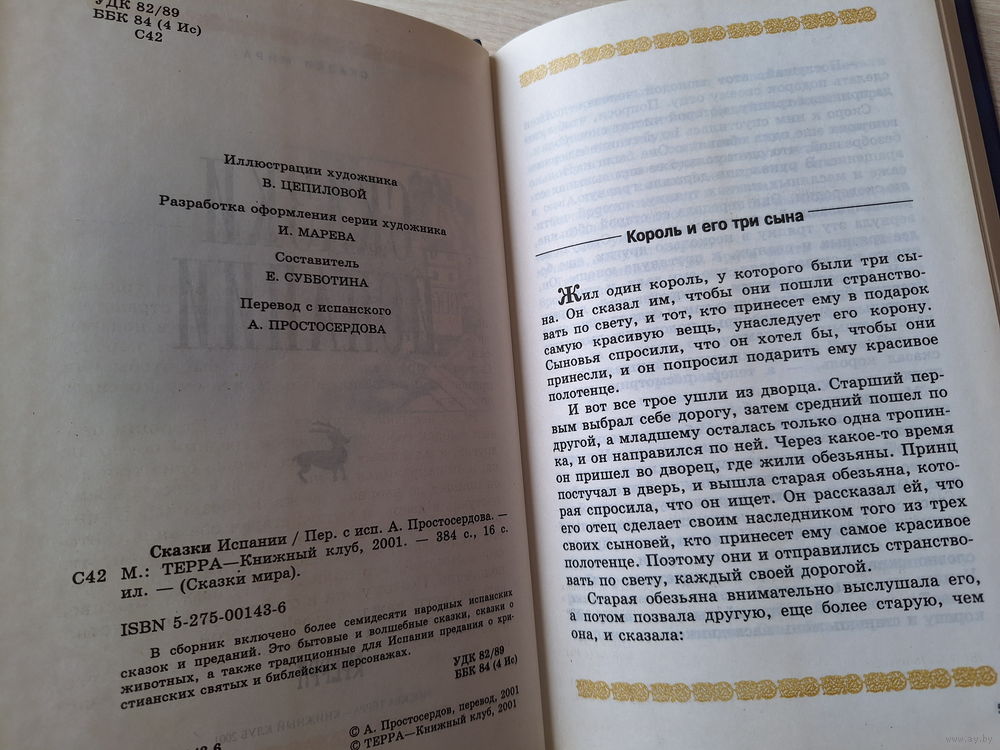 УДК 82/89
ББК 84 (4 Ис)
С42
Иллюстрации художника
В. ЦЕПИЛОВОЙ
Разработка оформления серии художника
И. МАРЕВА
Составитель
Е. СУББОТИНА
Перевод с испанского
А. ПРОСТОСЕРДОВА
Сказки Испании / Пер. с исп. А. Простосердова. —
С42 М.: ТЕРРА—Книжный клуб, 2001. — 384 с., 16 с.
ил. — (Сказки мира).
ISBN 5-275-00143-6
В сборник включено более семидесяти народных испанских
сказок и преданий. Это бытовые и волшебные сказки, сказки о
животных, а также традиционные для Испании предания о хри-
стианских святых и библейских персонажах.
УДК 82/89
ББК 84 (4 Ис)
© А. Простосердов, перевод, 2001
© ТЕРРА—Книжный клуб, 2001
Король и его три сына
Жил один король, у которого были три сы-
на. Он сказал им, чтобы они пошли странство-
вать по свету, и тот, кто принесет ему в подарок
самую красивую вещь, унаследует его корону.
Сыновья спросили, что он хотел бы, чтобы они
принесли, и он попросил подарить ему красивое
полотенце.
И вот все трое ушли из дворца. Старший пер-
вым выбрал себе дорогу, затем средний пошел по
другой, а младшему осталась только одна тропин-
ка, и он направился по ней. Через какое-то время
он пришел во дворец, где жили обезьяны. Принц
постучал в дверь, и вышла старая обезьяна, кото-
рая спросила, что он ищет. Он рассказал ей, что
его отец сделает своим наследником того из трех
своих сыновей, кто принесет ему самое красивое
полотенце. Поэтому они и отправились странство-
вать по свету, каждый своей дорогой.
Старая обезьяна внимательно выслушала его,
а потом позвала другую, еще более старую, чем
она, и сказала:
www.ay.by